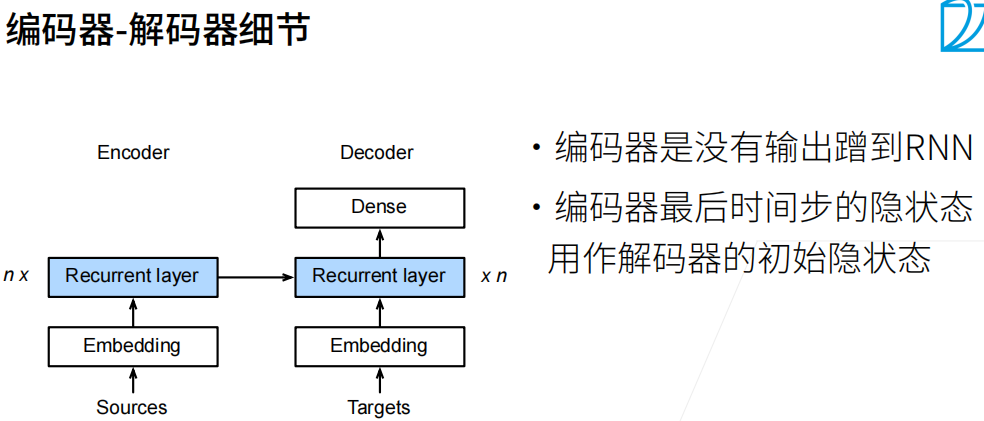 编码器-解码器细节
Encoder
Decoder
Dense
n x
Recurrent layer
Recurrent layer
x n
Embedding
Embedding
Sources
Targets
• 编码器是没有输出蹭到RNN
• 编码器最后时间步的隐状态
用作解码器的初始隐状态